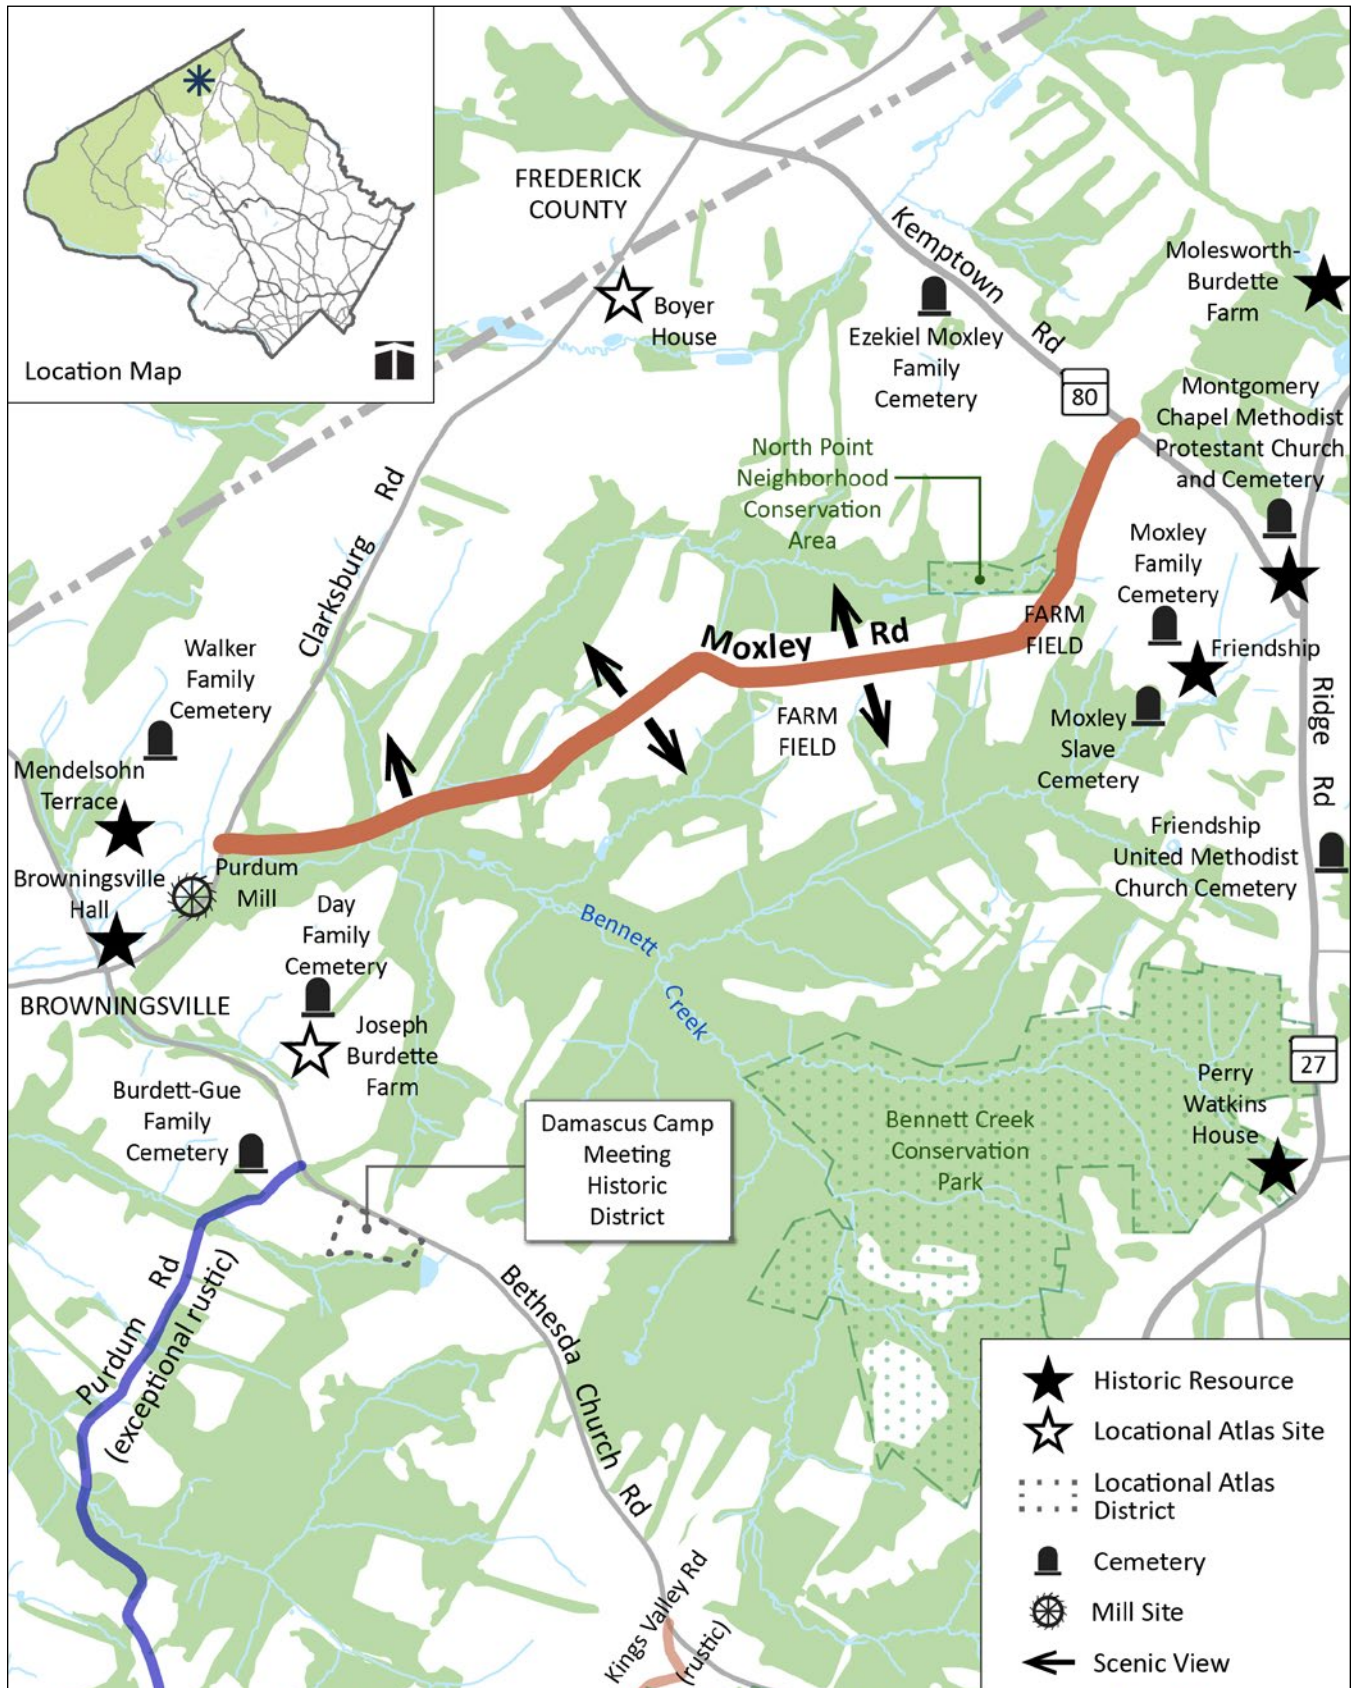 Location Map
FREDERICK
COUNTY
Boyer
House
Kemptown
Rd
80
Ezekiel Moxley
Family
Cemetery
Molesworth-
Burdette
Farm
Montgomery
Chapel Methodist
Protestant Church
and Cemetery
North Point
Neighborhood
Conservation
Area
Clarksburg
Rd
Moxley
Family
Cemetery
Friendship
FARM
FIELD
Moxley Rd
FARM
FIELD
Walker
Family
Cemetery
Moxley
Slave
Cemetery
Ridge
Rd
Mendelsohn
Terrace
Browningsville
Hall
Purdum
Mill
Friendship
United Methodist
Church Cemetery
Day
Family
Cemetery
Bennett
Creek
BROWNINGSVILLE
Joseph
Burdette
Farm
Burdett-Gue
Family
Cemetery
27
Perry
Watkins
House
Damascus Camp
Meeting
Historic
District
Bennett Creek
Conservation
Park
Purdum Rd
(exceptional rustic)
Bethesda Church Rd
Kings Valley Rd
(rustic)
Historic Resource
Locational Atlas Site
Locational Atlas
District
Cemetery
Mill Site
Scenic View